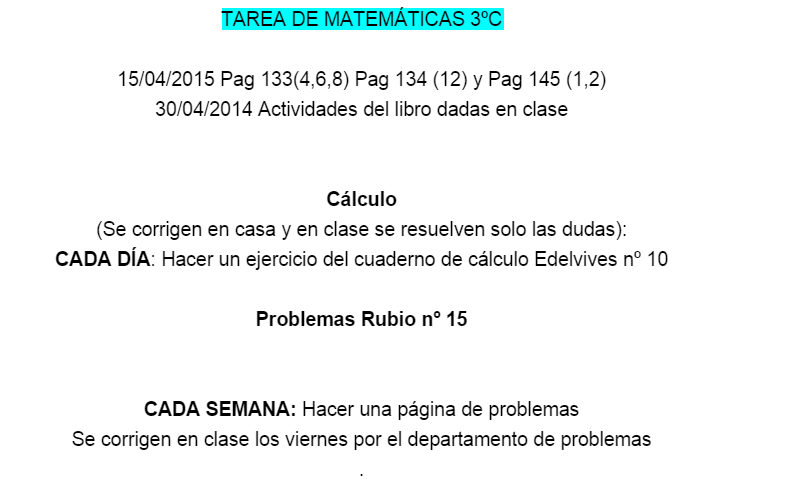 TAREA DE MATEMÁTICAS 3ºC
15/04/2015 Pag 133(4,6,8) Pag 134 (12) y Pag 145 (1,2)
30/04/2014 Actividades del libro dadas en clase
Cálculo
(Se corrigen en casa y en clase se resuelven solo las dudas):
CADA DÍA: Hacer un ejercicio del cuaderno de cálculo Edelvives nº 10
Problemas Rubio nº 15
CADA SEMANA: Hacer una página de problemas
Se corrigen en clase los viernes por el departamento de problemas
.